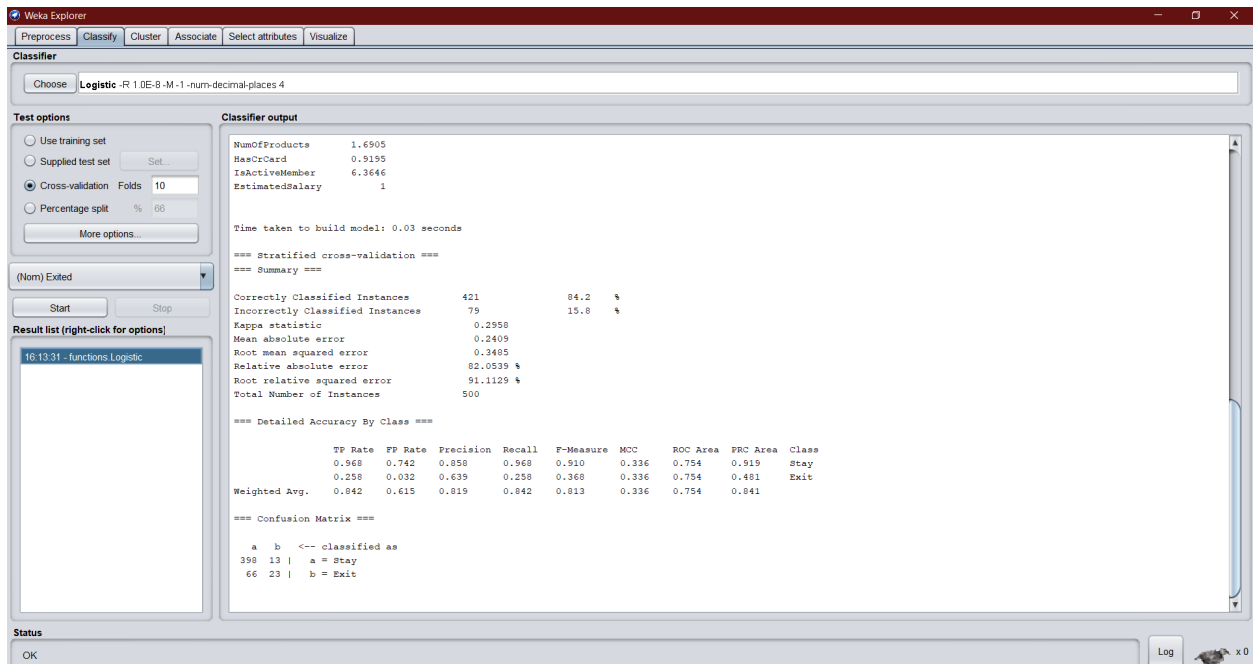 Weka Explorer
Preprocess Classify Cluster Associate Select attributes Visualize
Classifier
Choose Logistic -R 1.0E-8 -M -1 -num-decimal-places 4
Test options
Use training set
Supplied test set Set...
Cross-validation Folds 10
Percentage split % 66
More options...
(Nom) Exited
Start Stop
Result list (right-click for options)
16:13:31 - functions.Logistic
Classifier output
NumOfProducts 1.6905
HasCrCard 0.9195
IsActiveMember 6.3646
EstimatedSalary 1
Time taken to build model: 0.03 seconds
=== Stratified cross-validation ===
=== Summary ===
Correctly Classified Instances 421 84.2 %
Incorrectly Classified Instances 79 15.8 %
Kappa statistic 0.2958
Mean absolute error 0.2409
Root mean squared error 0.3485
Relative absolute error 82.0539 %
Root relative squared error 91.1129 %
Total Number of Instances 500
=== Detailed Accuracy By Class ===
TP Rate FP Rate Precision Recall F-Measure MCC ROC Area PRC Area Class
0.968 0.742 0.858 0.968 0.910 0.336 0.754 0.919 Stay
0.258 0.032 0.639 0.258 0.368 0.336 0.754 0.481 Exit
Weighted Avg. 0.842 0.615 0.819 0.842 0.813 0.336 0.754 0.841
=== Confusion Matrix ===
a b <-- classified as
398 13 | a = Stay
66 23 | b = Exit
Status
OK
Log
x 0